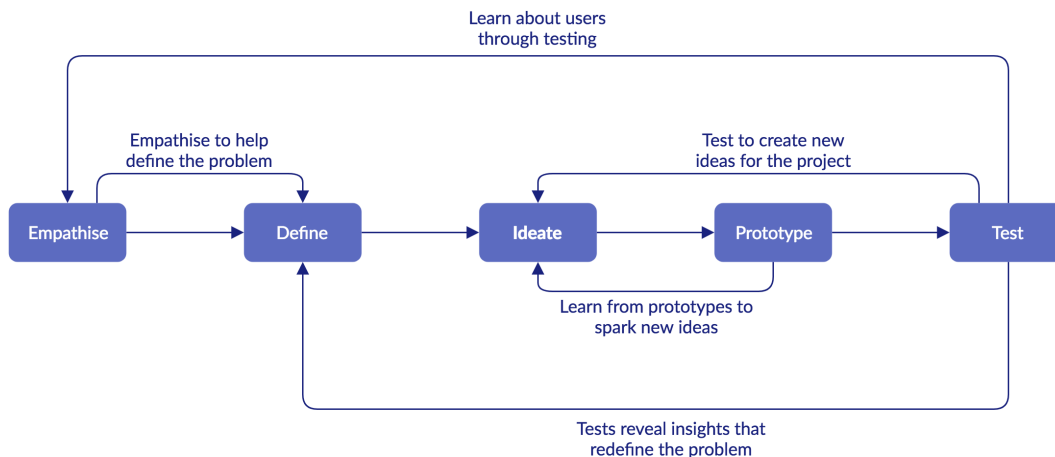 Learn about users
through testing
Empathise to help
define the problem
Test to create new
ideas for the project
Empathise
Define
Ideate
Prototype
Test
Learn from prototypes to
spark new ideas
Tests reveal insights that
redefine the problem